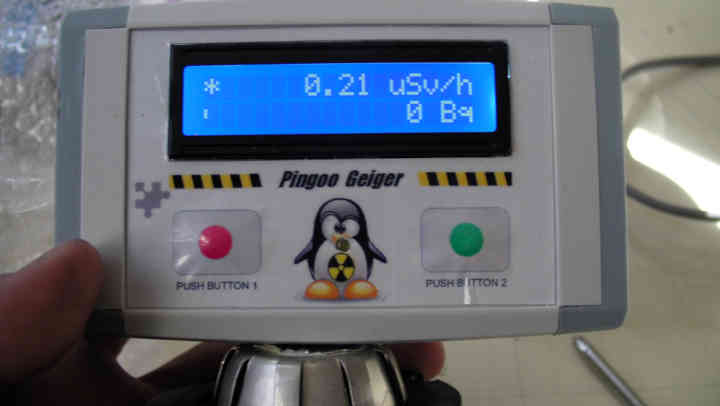 * 0.21 uSv/h
0 Bq
Pingoo Geiger
PUSH BUTTON 1
PUSH BUTTON 2